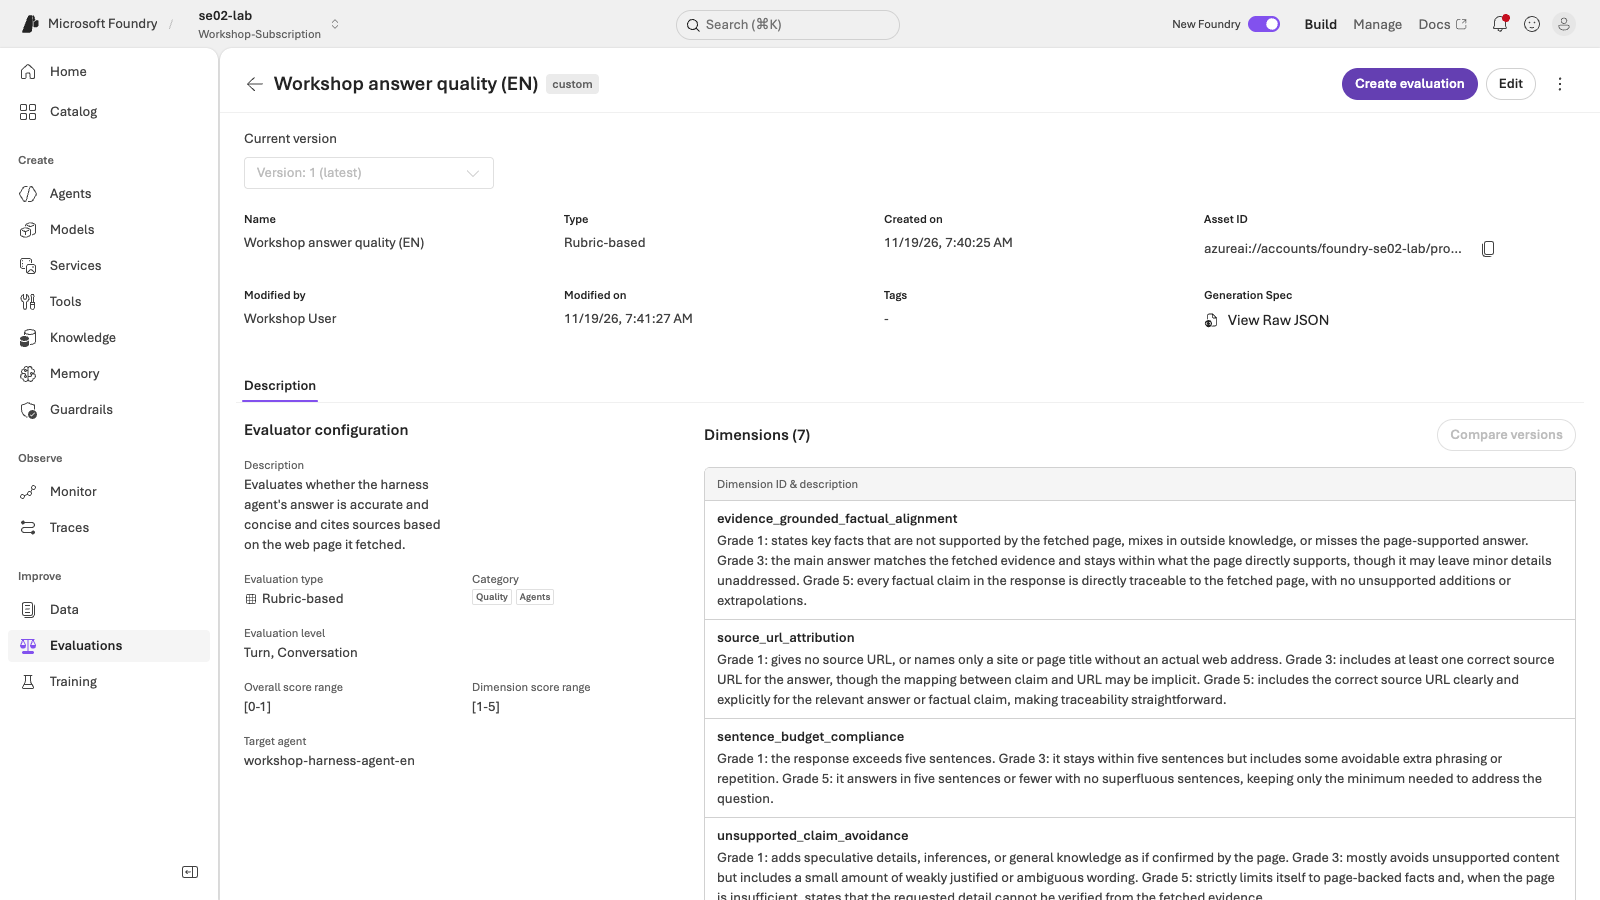 Microsoft Foundry
/
se02-lab
Workshop-Subscription
Search (⌘K)
New Foundry
Build
Manage
Docs
Home
Catalog
Create
Agents
Models
Services
Tools
Knowledge
Memory
Guardrails
Observe
Monitor
Traces
Improve
Data
Evaluations
Training
Workshop answer quality (EN)
custom
Create evaluation
Edit
Current version
Version: 1 (latest)
Name
Workshop answer quality (EN)
Type
Rubric-based
Created on
11/19/26, 7:40:25 AM
Asset ID
azureai://accounts/foundry-se02-lab/pro...
Modified by
Workshop User
Modified on
11/19/26, 7:41:27 AM
Tags
-
Generation Spec
View Raw JSON
Description
Evaluator configuration
Description
Evaluates whether the harness
agent's answer is accurate and
concise and cites sources based
on the web page it fetched.
Evaluation type
Rubric-based
Category
Quality
Agents
Evaluation level
Turn, Conversation
Overall score range
[0-1]
Dimension score range
[1-5]
Target agent
workshop-harness-agent-en
Dimensions (7)
Compare versions
Dimension ID & description
evidence_grounded_factual_alignment
Grade 1: states key facts that are not supported by the fetched page, mixes in outside knowledge, or misses the page-supported answer.
Grade 3: the main answer matches the fetched evidence and stays within what the page directly supports, though it may leave minor details
unaddressed. Grade 5: every factual claim in the response is directly traceable to the fetched page, with no unsupported additions or
extrapolations.
source_url_attribution
Grade 1: gives no source URL, or names only a site or page title without an actual web address. Grade 3: includes at least one correct source
URL for the answer, though the mapping between claim and URL may be implicit. Grade 5: includes the correct source URL clearly and
explicitly for the relevant answer or factual claim, making traceability straightforward.
sentence_budget_compliance
Grade 1: the response exceeds five sentences. Grade 3: it stays within five sentences but includes some avoidable extra phrasing or
repetition. Grade 5: it answers in five sentences or fewer with no superfluous sentences, keeping only the minimum needed to address the
question.
unsupported_claim_avoidance
Grade 1: adds speculative details, inferences, or general knowledge as if confirmed by the page. Grade 3: mostly avoids unsupported content
but includes a small amount of weakly justified or ambiguous wording. Grade 5: strictly limits itself to page-backed facts and, when the page
is insufficient, states that the requested detail cannot be verified from the fetched evidence.